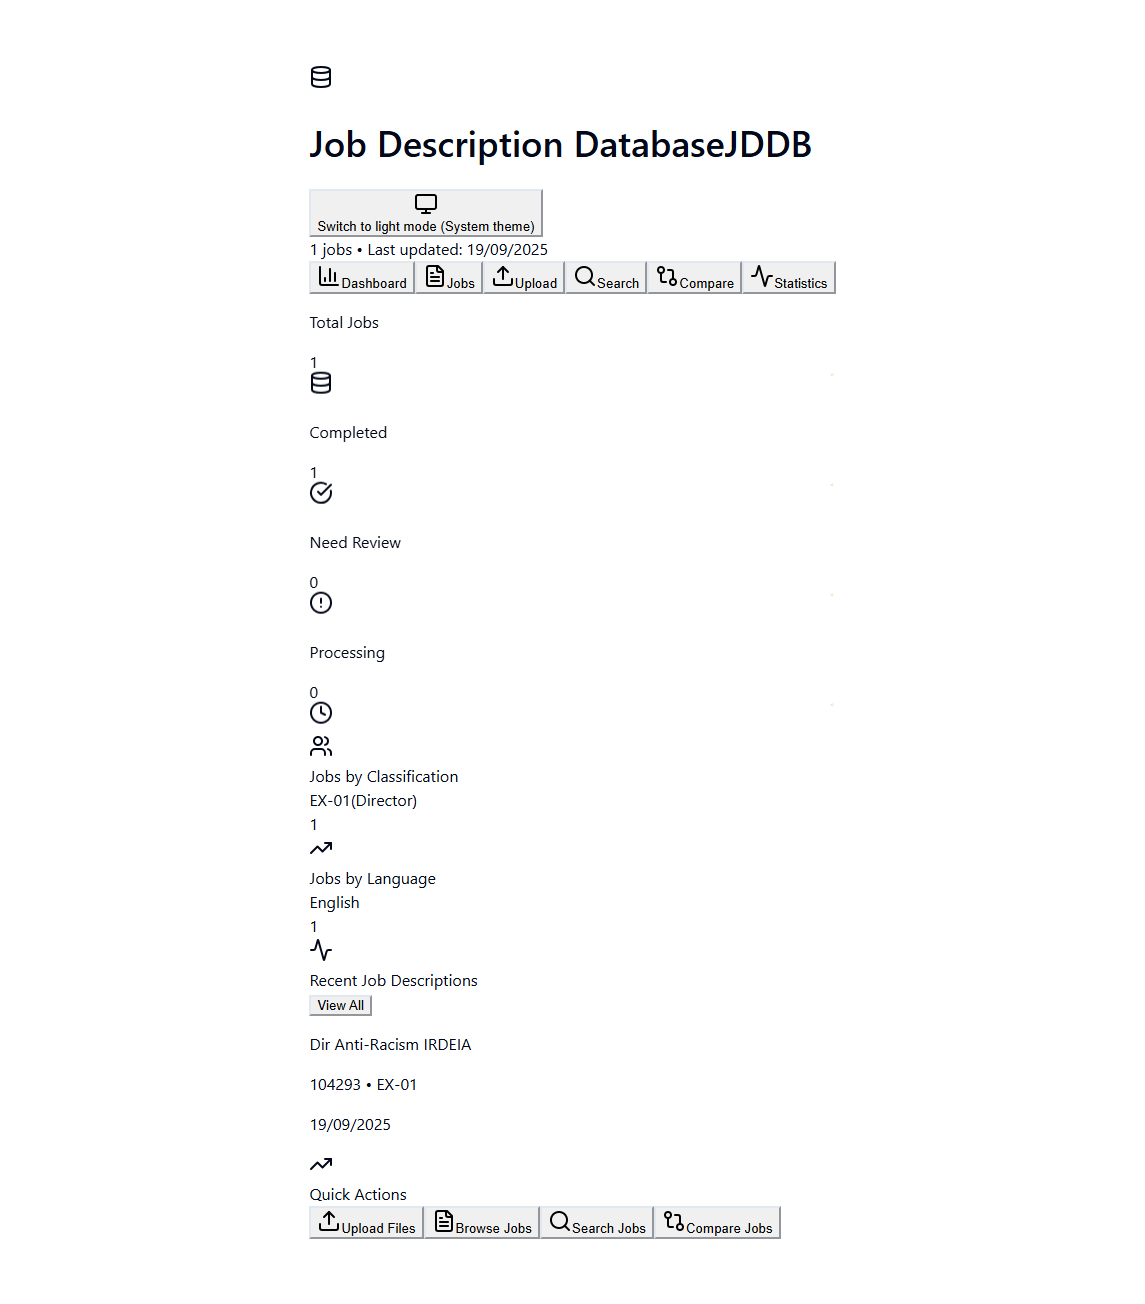 Job Description DatabaseJDDB
Switch to light mode (System theme)
1 jobs • Last updated: 19/09/2025
Dashboard Jobs Upload Search Compare Statistics
Total Jobs
1
Completed
1
Need Review
0
Processing
0
Jobs by Classification
EX-01(Director)
1
Jobs by Language
English
1
Recent Job Descriptions
View All
Dir Anti-Racism IRDEIA
104293 • EX-01
19/09/2025
Quick Actions
Upload Files Browse Jobs Search Jobs Compare Jobs